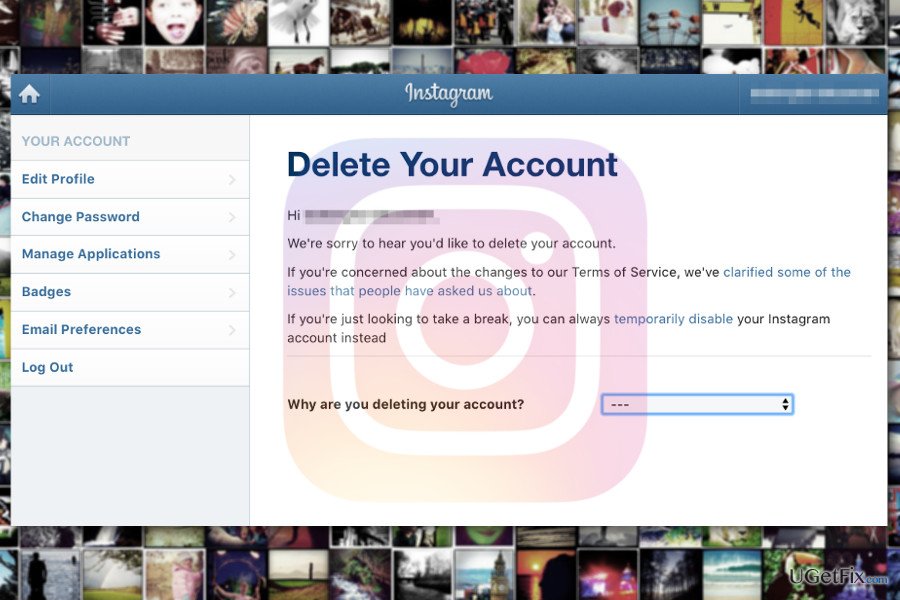 Instagram
YOUR ACCOUNT
Edit Profile
Change Password
Manage Applications
Badges
Email Preferences
Log Out
Delete Your Account
Hi
We're sorry to hear you'd like to delete your account.
If you're concerned about the changes to our Terms of Service, we've clarified some of the
issues that people have asked us about.
If you're just looking to take a break, you can always temporarily disable your Instagram
account instead
Why are you deleting your account?
---
UGetFix.com